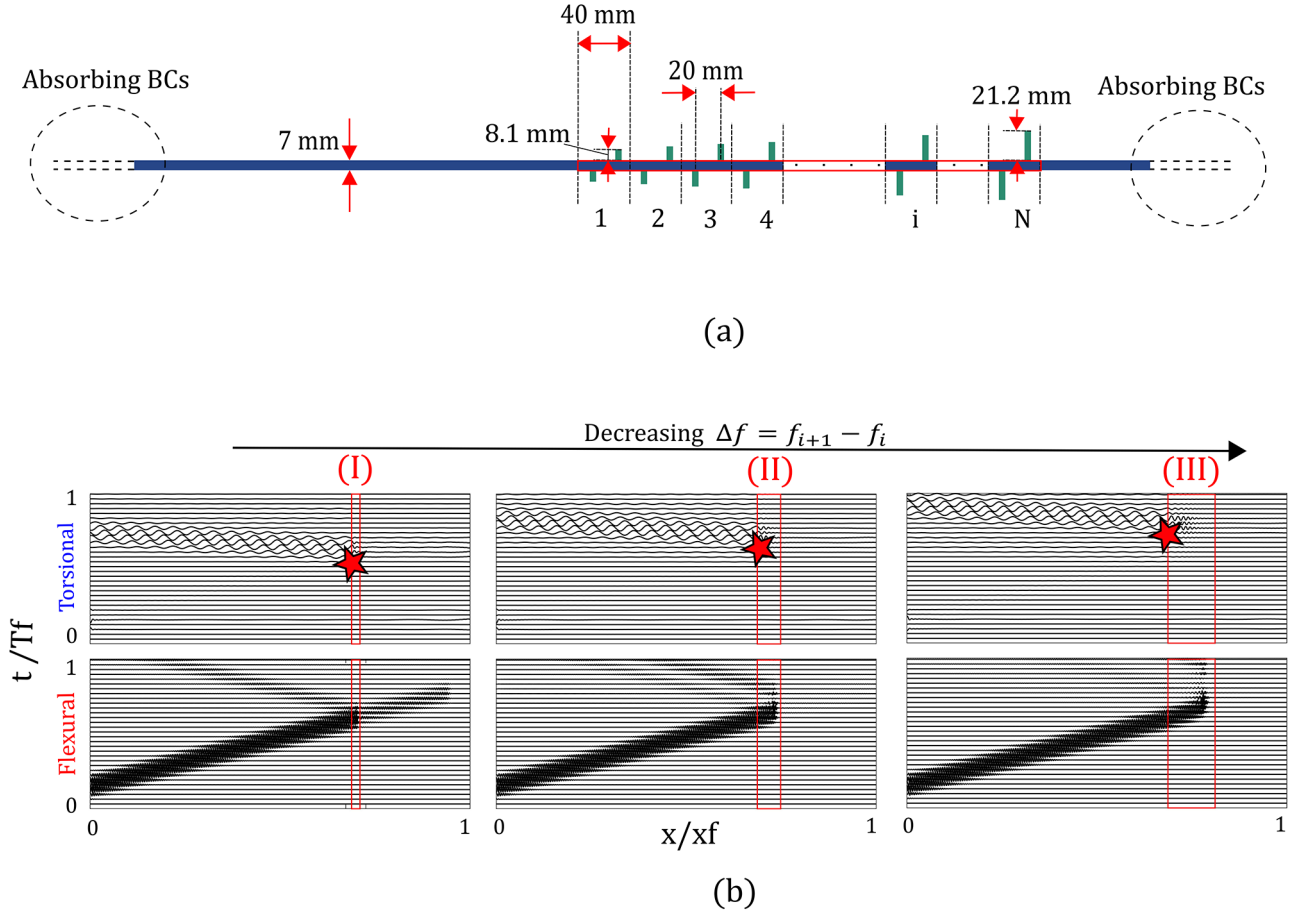 40 mm
Absorbing BCs
20 mm
Absorbing BCs
21.2 mm
7 mm
8.1 mm
1
2
3
4
i
N
(a)
Decreasing Δf = f_{i+1} − f_i
(I)
(II)
(III)
1
Torsional
0
t /Tf
1
Flexural
0
0
1
0
1
0
1
x/xf
(b)